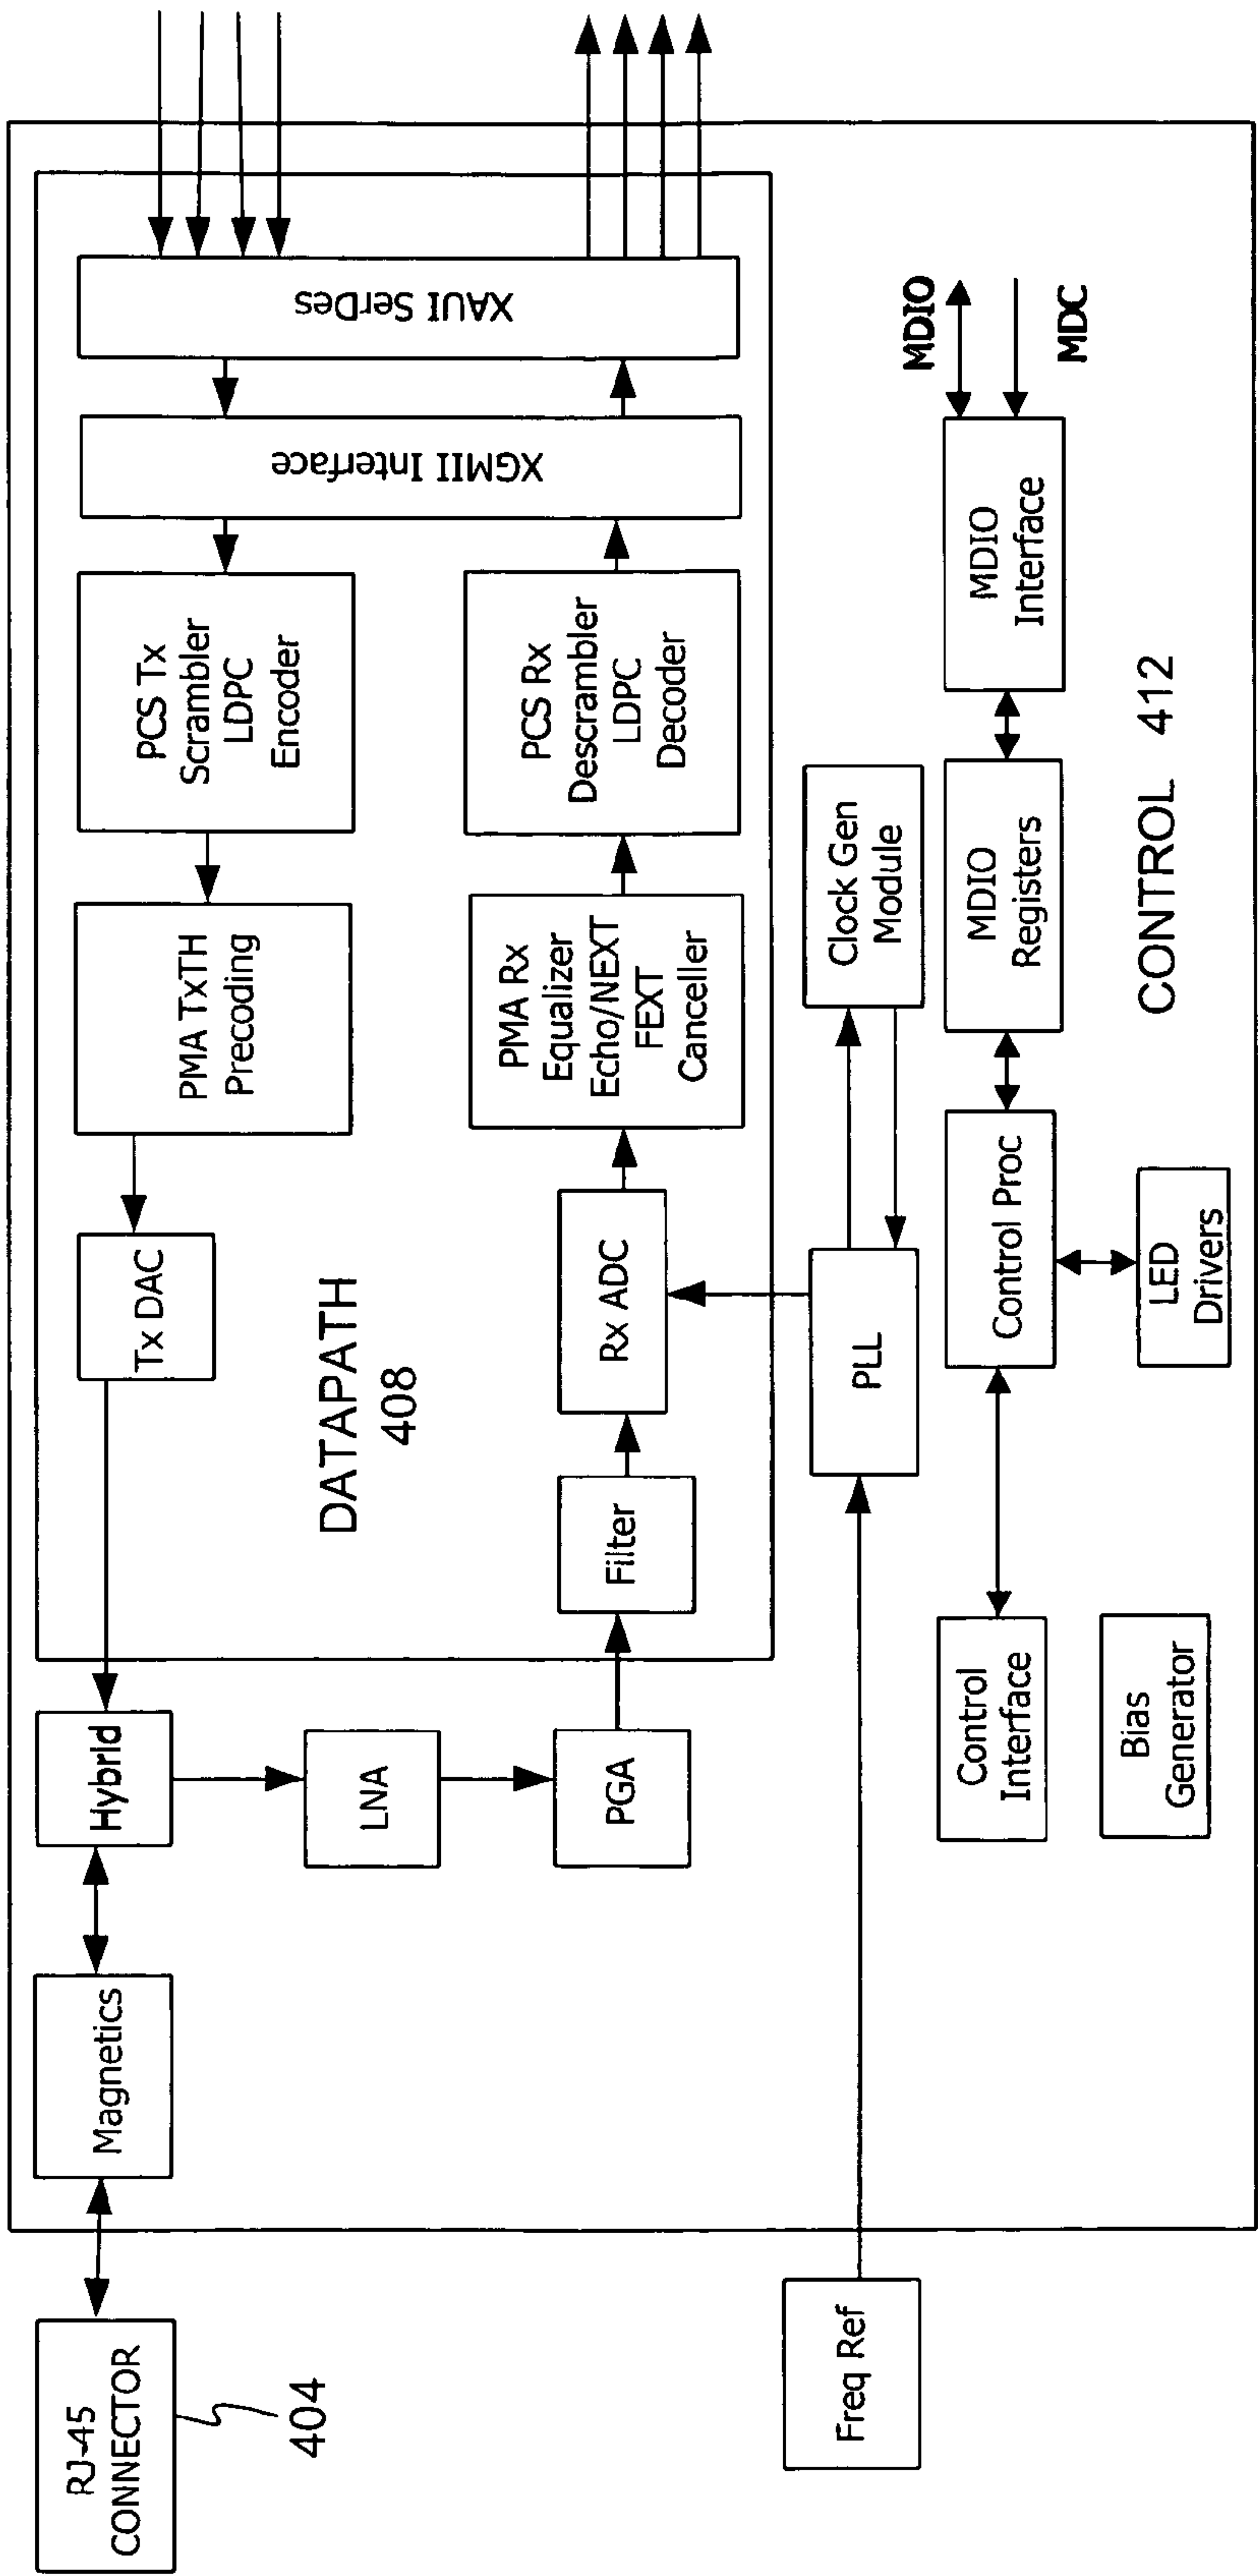 RJ-45
CONNECTOR
404
Magnetics
Hybrid
LNA
PGA
Tx DAC
PMA TxTH
Precoding
PCS Tx
Scrambler
LDPC
Encoder
XGMII Interface
XAUI SerDes
DATAPATH
408
Filter
Rx ADC
PMA Rx
Equalizer
Echo/NEXT
FEXT
Canceller
PCS Rx
Descrambler
LDPC
Decoder
Freq Ref
PLL
Clock Gen
Module
Control
Interface
Control Proc
MDIO
Registers
MDIO
Interface
MDIO
MDC
Bias
Generator
LED
Drivers
CONTROL 412